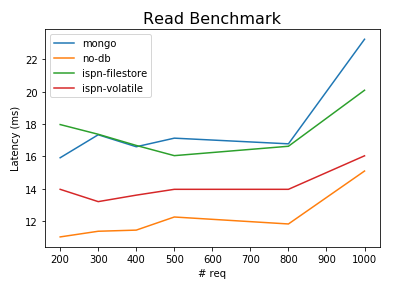 Read Benchmark
mongo
no-db
ispn-filestore
ispn-volatile
Latency (ms)
22
20
18
16
14
12
200 300 400 500 600 700 800 900 1000
# req